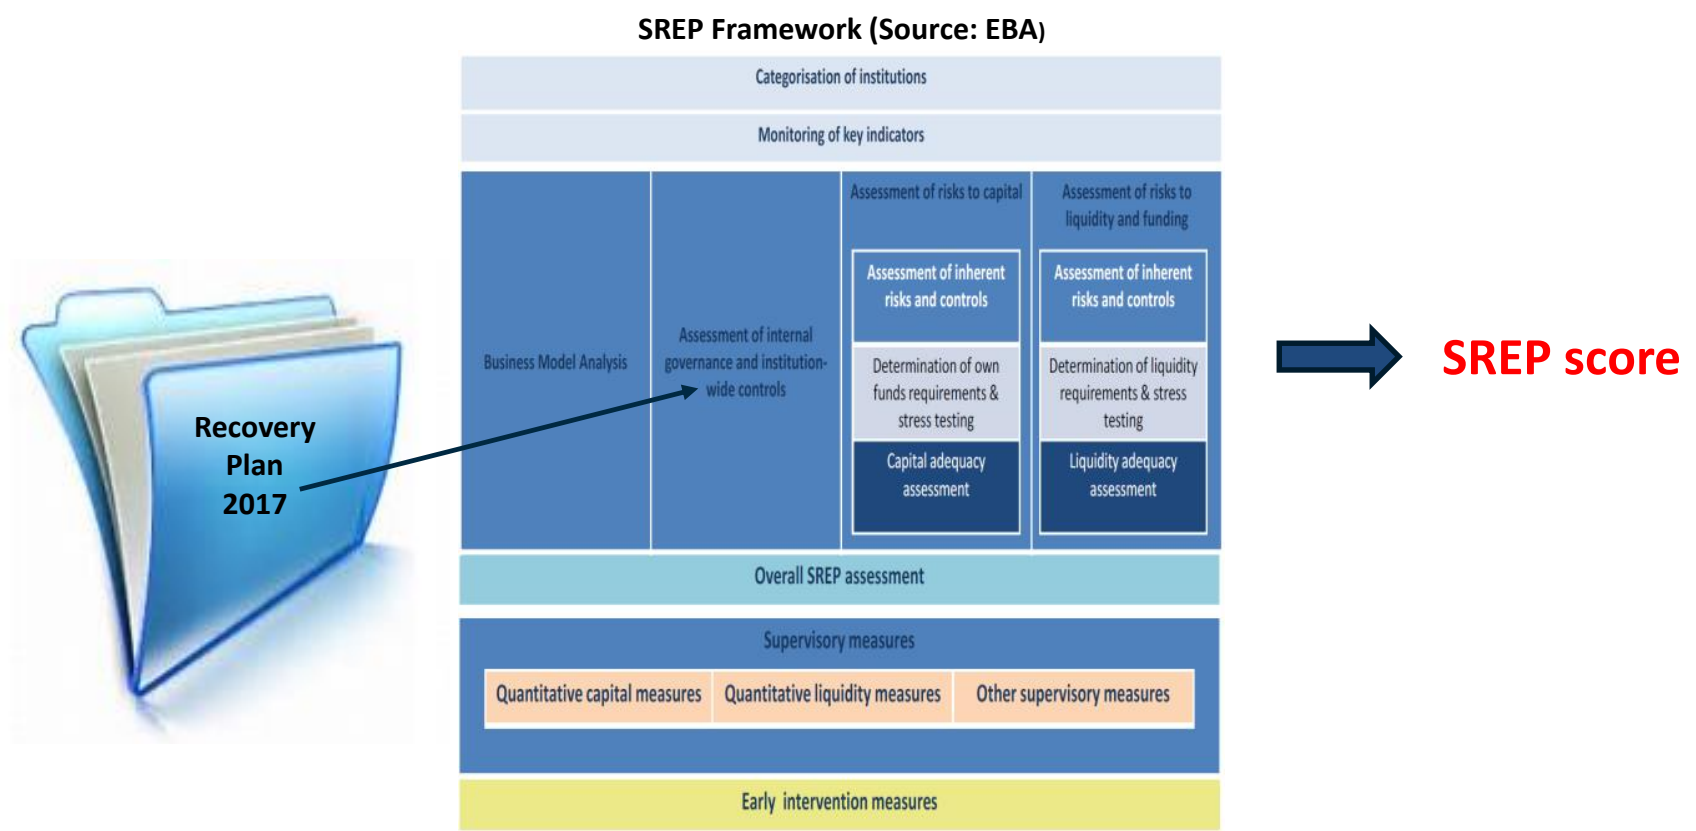 SREP Framework (Source: EBA)
Categorisation of institutions
Monitoring of key indicators
Business Model Analysis
Assessment of internal
governance and institution-
wide controls
Assessment of risks to capital
Assessment of inherent
risks and controls
Determination of own
funds requirements &
stress testing
Capital adequacy
assessment
Assessment of risks to
liquidity and funding
Assessment of inherent
risks and controls
Determination of liquidity
requirements & stress
testing
Liquidity adequacy
assessment
Overall SREP assessment
Supervisory measures
Quantitative capital measures
Quantitative liquidity measures
Other supervisory measures
Early intervention measures
Recovery
Plan
2017
SREP score